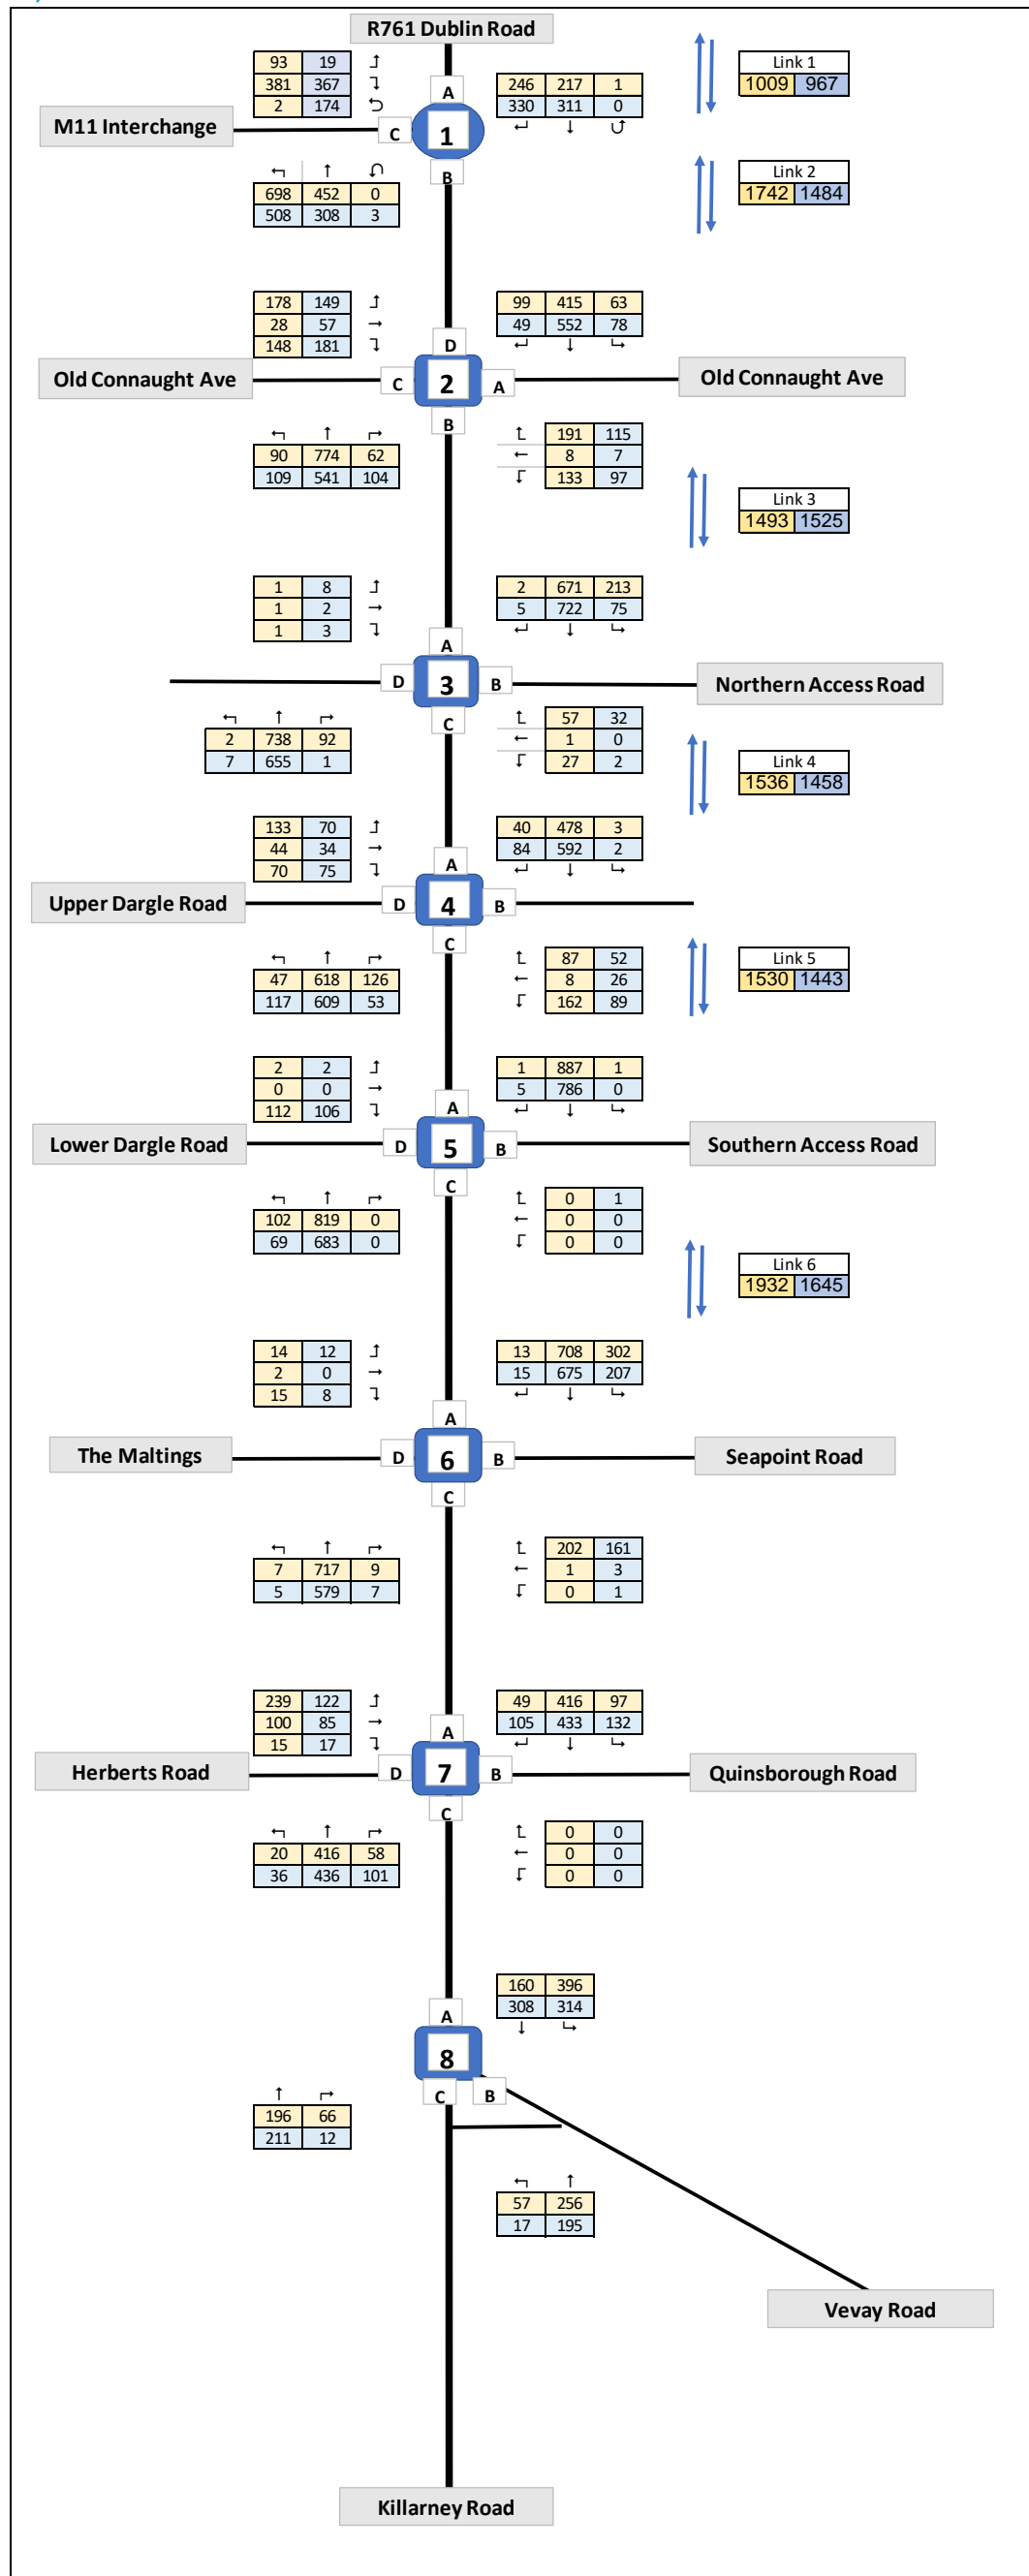 R761 Dublin Road
93 19
381 367
2 174
A
246 217 1
330 311 0
Link 1
1009 967
M11 Interchange
C
1
B
698 452 0
508 308 3
Link 2
1742 1484
178 149
28 57
148 181
99 415 63
49 552 78
D
Old Connaught Ave
C
2
A
Old Connaught Ave
B
90 774 62
109 541 104
191 115
8 7
133 97
Link 3
1493 1525
1 8
1 2
1 3
2 671 213
5 722 75
A
D
3
B
Northern Access Road
C
2 738 92
7 655 1
57 32
1 0
27 2
Link 4
1536 1458
133 70
44 34
70 75
40 478 3
84 592 2
A
Upper Dargle Road
D
4
B
C
47 618 126
117 609 53
87 52
8 26
162 89
Link 5
1530 1443
2 2
0 0
112 106
1 887 1
5 786 0
A
Lower Dargle Road
D
5
B
Southern Access Road
C
102 819 0
69 683 0
0 1
0 0
0 0
Link 6
1932 1645
14 12
2 0
15 8
13 708 302
15 675 207
A
The Maltings
D
6
B
Seapoint Road
C
7 717 9
5 579 7
202 161
1 3
0 1
239 122
100 85
15 17
49 416 97
105 433 132
A
Herberts Road
D
7
B
Quinsborough Road
C
20 416 58
36 436 101
0 0
0 0
0 0
160 396
308 314
A
8
C
B
196 66
211 12
57 256
17 195
Vevay Road
Killarney Road